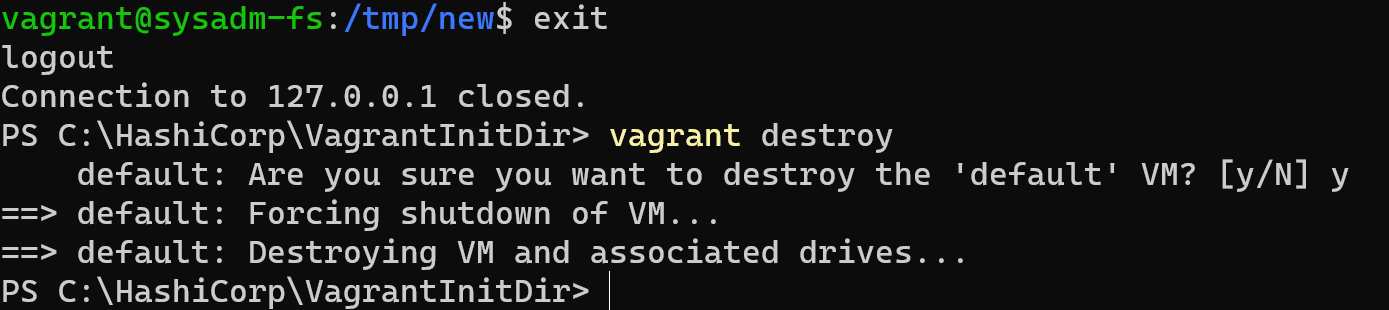 vagrant@sysadm-fs:/tmp/new$ exit
logout
Connection to 127.0.0.1 closed.
PS C:\HashiCorp\VagrantInitDir> vagrant destroy
    default: Are you sure you want to destroy the 'default' VM? [y/N] y
==> default: Forcing shutdown of VM...
==> default: Destroying VM and associated drives...
PS C:\HashiCorp\VagrantInitDir>